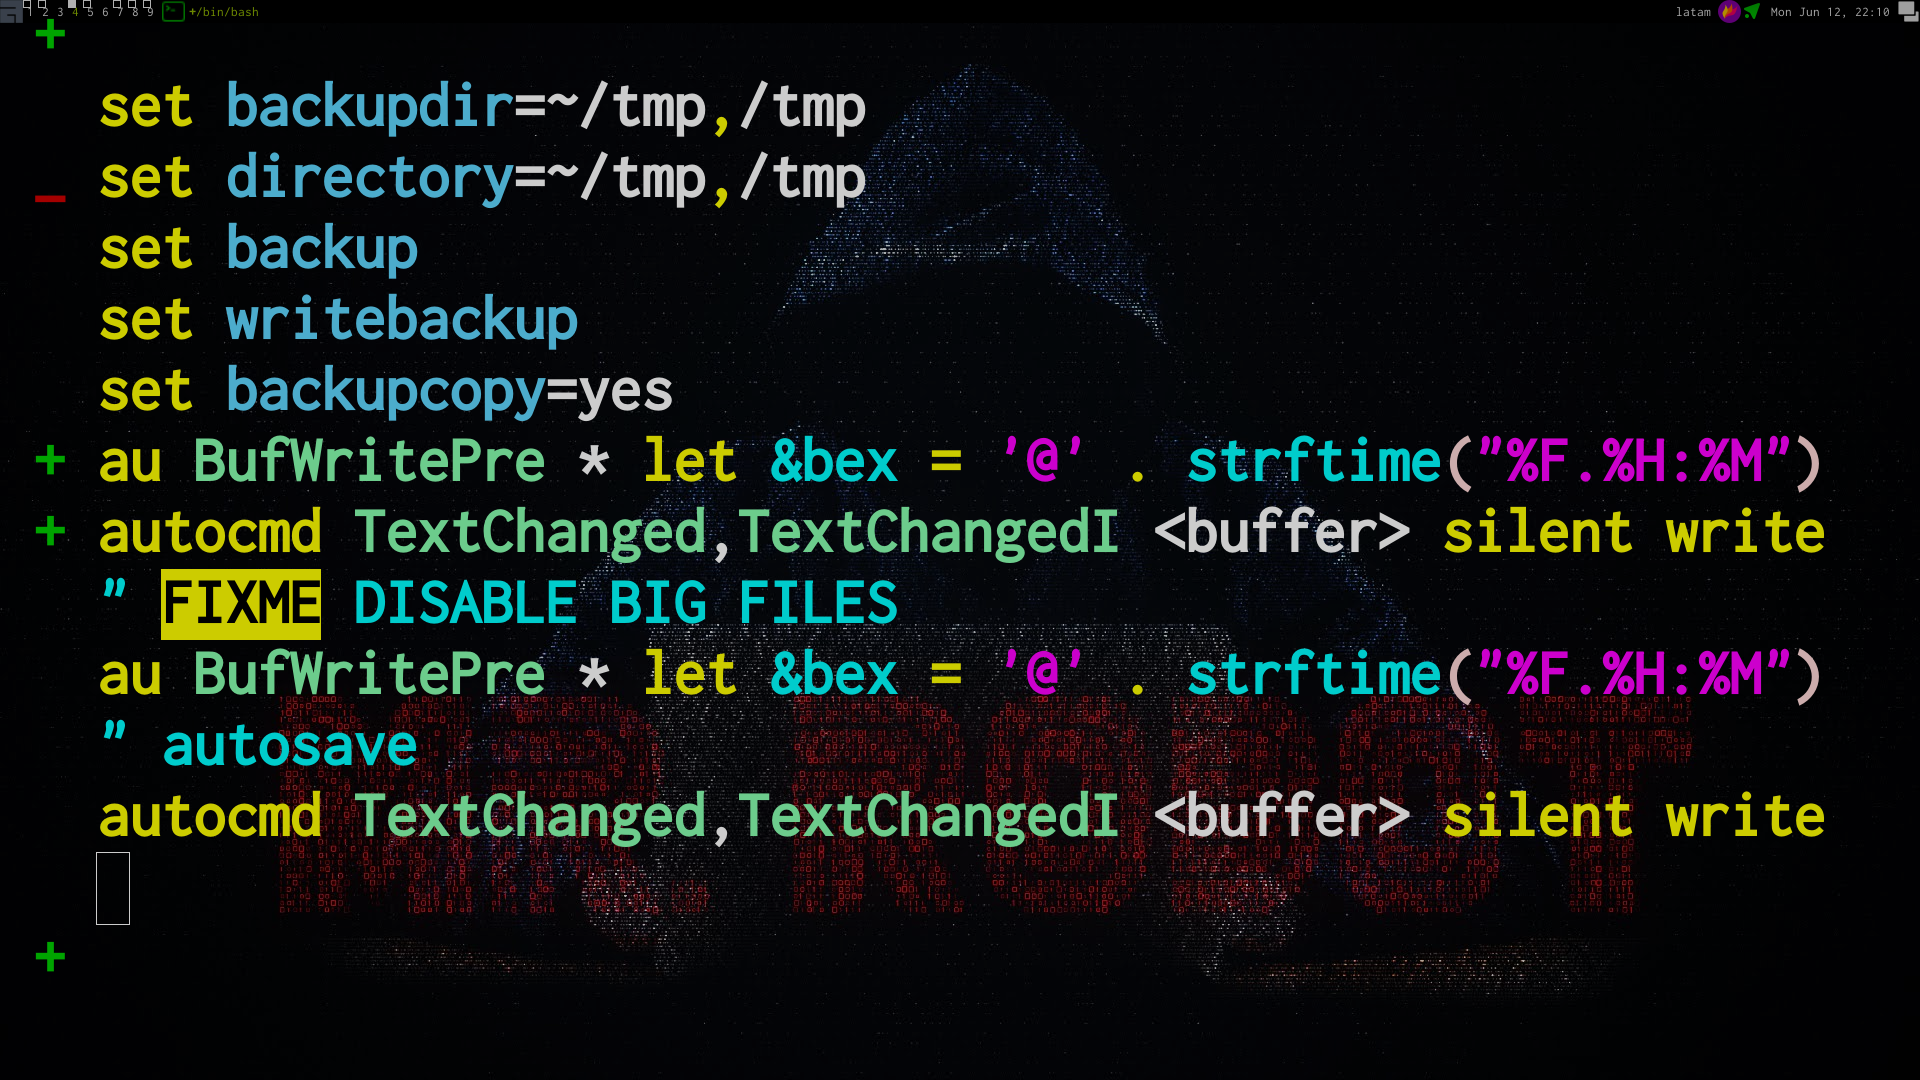 1 2 3 4 5 6 7 8 9 +/bin/bash latam Mon Jun 12, 22:10
+
set backupdir=~/tmp,/tmp
_ set directory=~/tmp,/tmp
set backup
set writebackup
set backupcopy=yes
+ au BufWritePre * let &bex = '@' . strftime("%F.%H:%M")
+ autocmd TextChanged,TextChangedI <buffer> silent write
" FIXME DISABLE BIG FILES
au BufWritePre * let &bex = '@' . strftime("%F.%H:%M")
" autosave
autocmd TextChanged,TextChangedI <buffer> silent write
+
MR. ROBOT